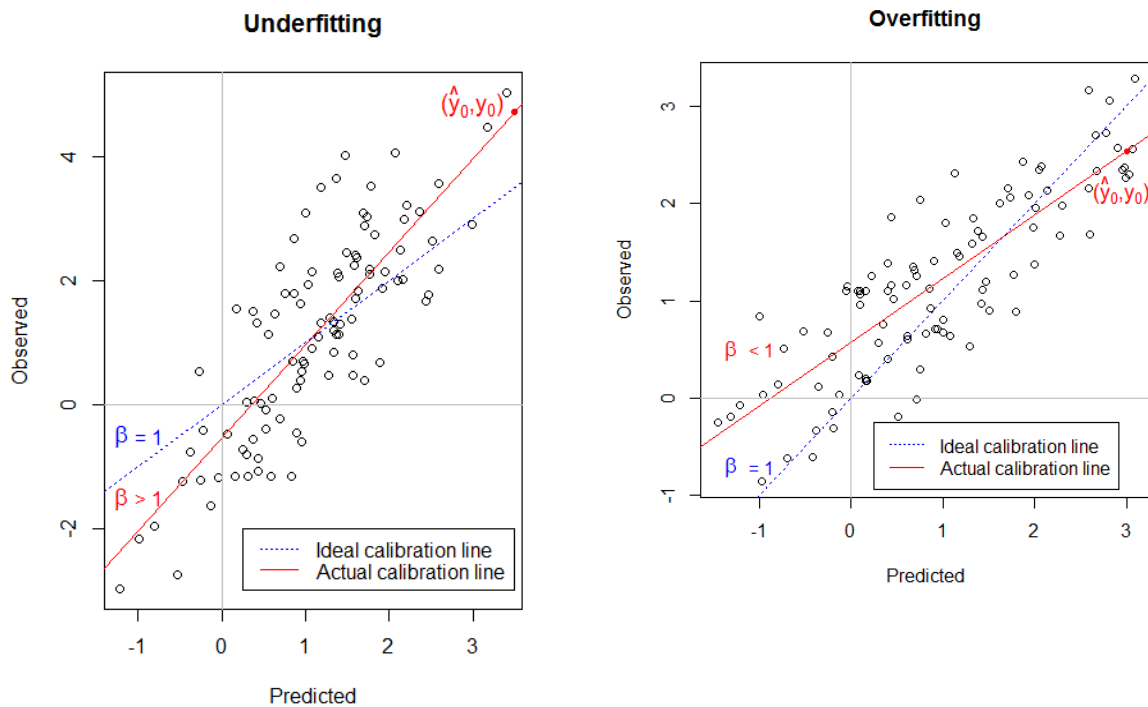 Underfitting
(ŷ₀,y₀)
4
2
0
-2
Observed
β = 1
β > 1
Ideal calibration line
Actual calibration line
-1
0
1
2
3
Predicted
Overfitting
3
2
1
0
-1
Observed
(ŷ₀,y₀)
β < 1
β = 1
Ideal calibration line
Actual calibration line
-1
0
1
2
3
Predicted